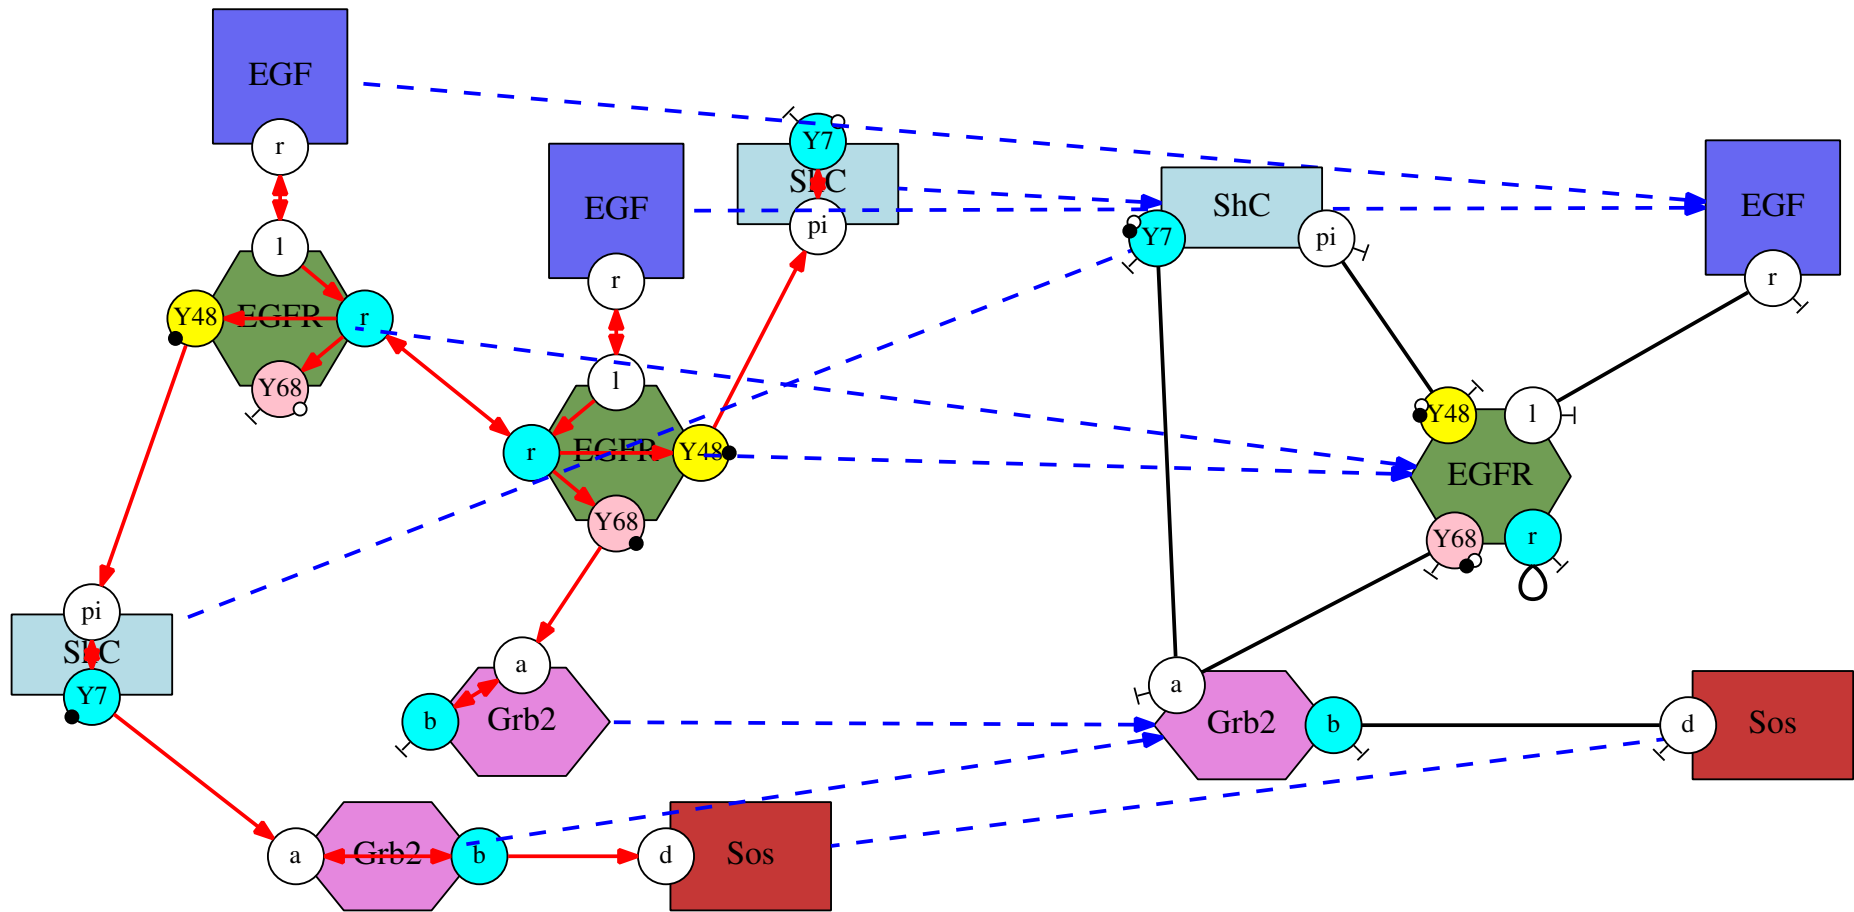 EGF
r
l
Y48
EGFR
r
Y68
EGF
r
l
r
EGFR
Y48
Y68
Y7
ShC
pi
pi
ShC
Y7
a
b
Grb2
a
Grb2
b
d
Sos
ShC
Y7
pi
EGF
r
Y48
l
EGFR
Y68
r
a
Grb2
b
d
Sos